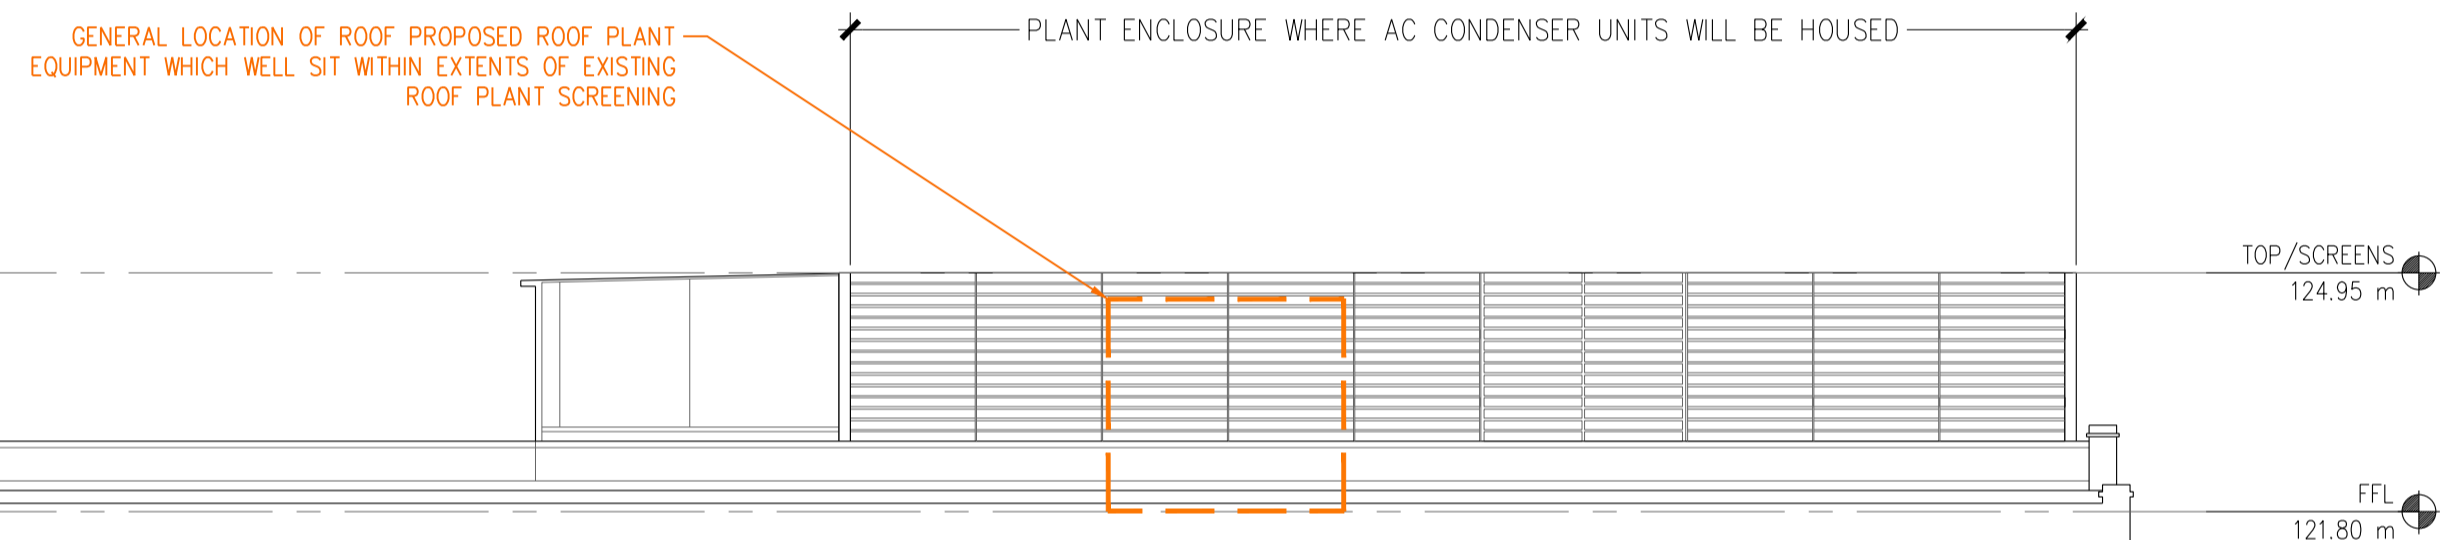 GENERAL LOCATION OF ROOF PROPOSED ROOF PLANT
EQUIPMENT WHICH WELL SIT WITHIN EXTENTS OF EXISTING
ROOF PLANT SCREENING
PLANT ENCLOSURE WHERE AC CONDENSER UNITS WILL BE HOUSED
TOP/SCREENS
124.95 m
FFL
121.80 m